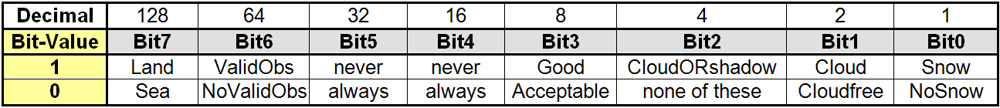 Decimal 128 64 32 16 8 4 2 1
Bit-Value Bit7 Bit6 Bit5 Bit4 Bit3 Bit2 Bit1 Bit0
1 Land ValidObs never never Good CloudORshadow Cloud Snow
0 Sea NoValidObs always always Acceptable none of these Cloudfree NoSnow